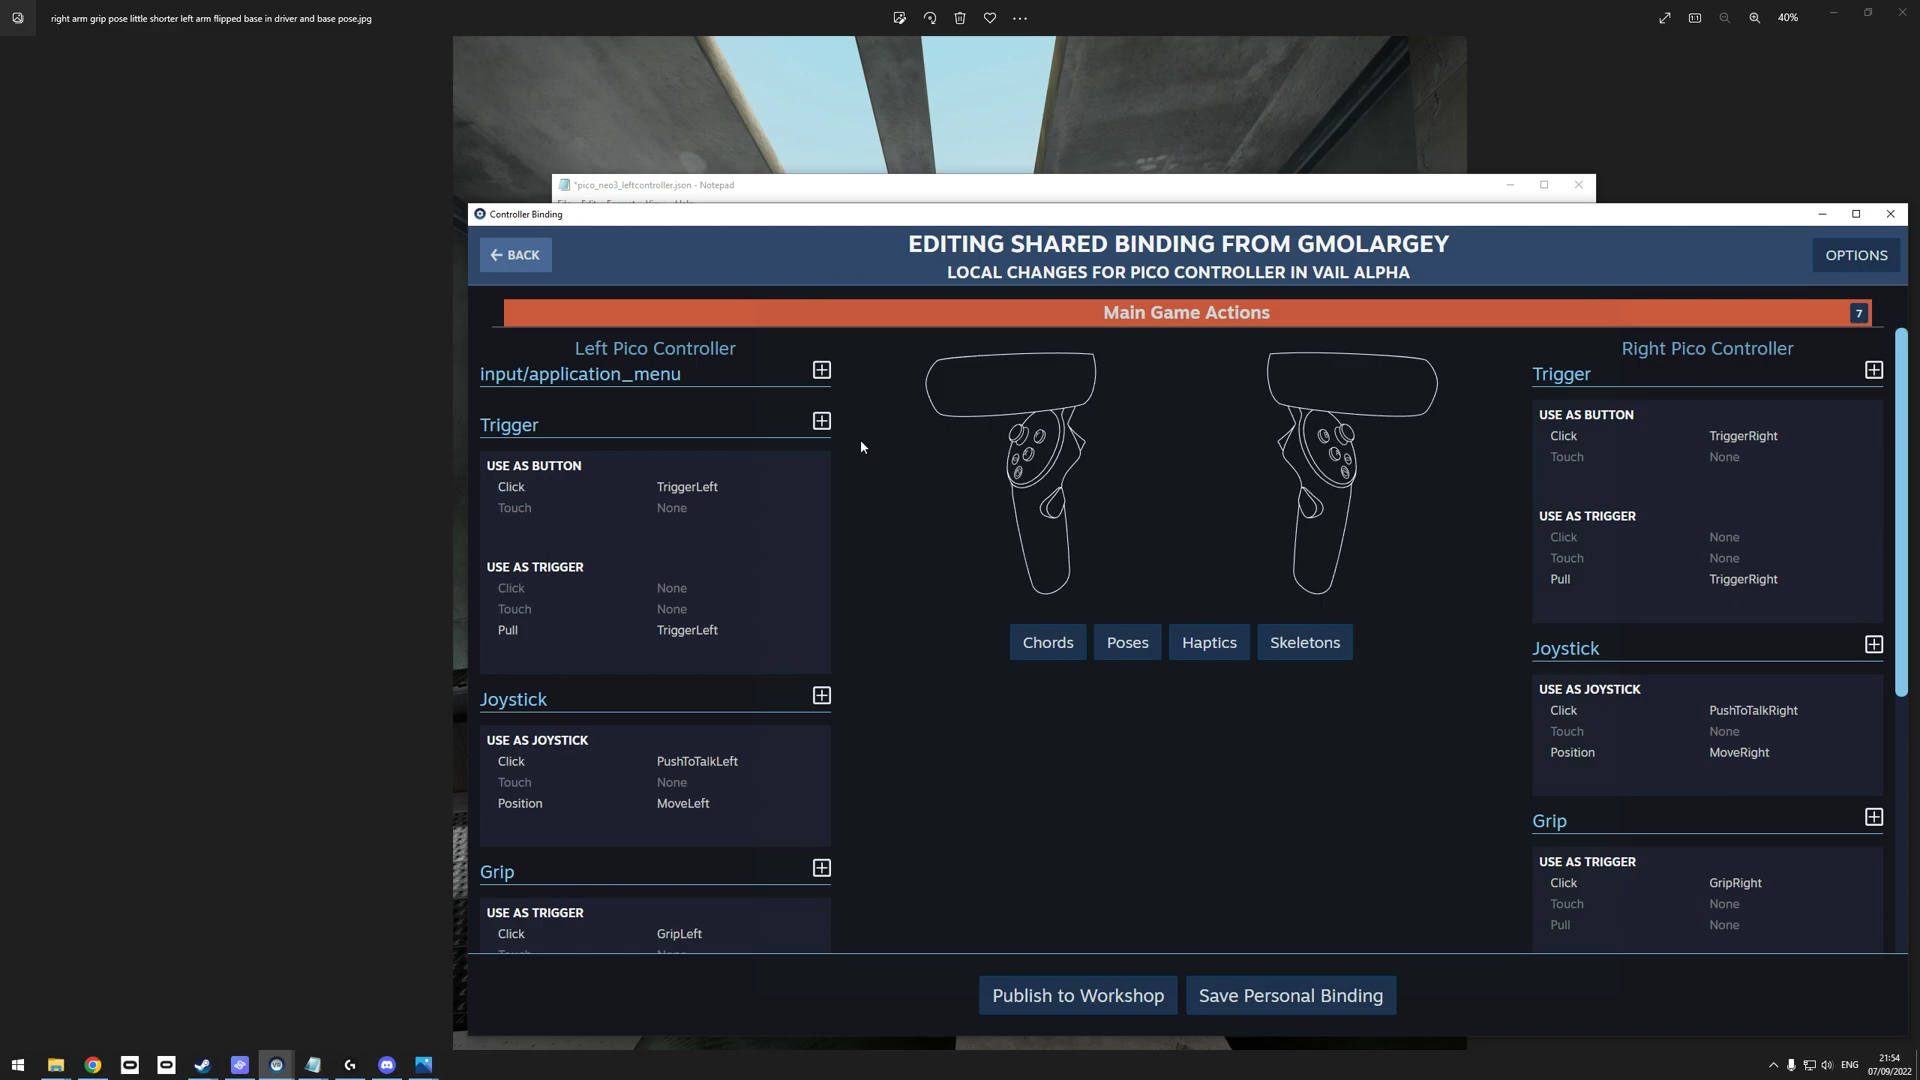 right arm grip pose little shorter left arm flipped base in driver and base pose.jpg
40%
*pico_neo3_leftcontroller.json - Notepad
Controller Binding
← BACK
EDITING SHARED BINDING FROM GMOLARGEY
LOCAL CHANGES FOR PICO CONTROLLER IN VAIL ALPHA
OPTIONS
Main Game Actions
7
Left Pico Controller
input/application_menu
Trigger
USE AS BUTTON
Click TriggerLeft
Touch None
USE AS TRIGGER
Click None
Touch None
Pull TriggerLeft
Joystick
USE AS JOYSTICK
Click PushToTalkLeft
Touch None
Position MoveLeft
Grip
USE AS TRIGGER
Click GripLeft
Chords
Poses
Haptics
Skeletons
Right Pico Controller
Trigger
USE AS BUTTON
Click TriggerRight
Touch None
USE AS TRIGGER
Click None
Touch None
Pull TriggerRight
Joystick
USE AS JOYSTICK
Click PushToTalkRight
Touch None
Position MoveRight
Grip
USE AS TRIGGER
Click GripRight
Touch None
Pull None
Publish to Workshop
Save Personal Binding
ENG
21:54
07/09/2022